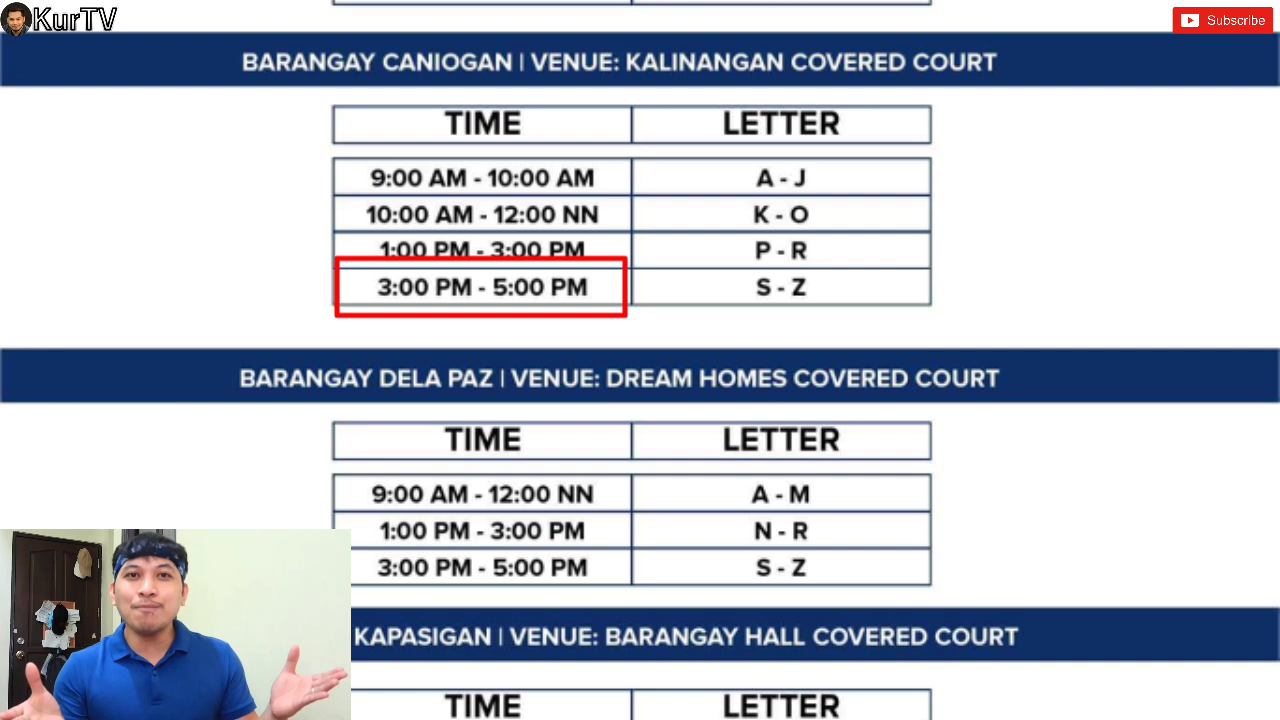 KurTV
Subscribe
BARANGAY CANIOGAN | VENUE: KALINANGAN COVERED COURT
TIME LETTER
9:00 AM - 10:00 AM A - J
10:00 AM - 12:00 NN K - O
1:00 PM - 3:00 PM P - R
3:00 PM - 5:00 PM S - Z
BARANGAY DELA PAZ | VENUE: DREAM HOMES COVERED COURT
TIME LETTER
9:00 AM - 12:00 NN A - M
1:00 PM - 3:00 PM N - R
3:00 PM - 5:00 PM S - Z
KAPASIGAN | VENUE: BARANGAY HALL COVERED COURT
TIME LETTER